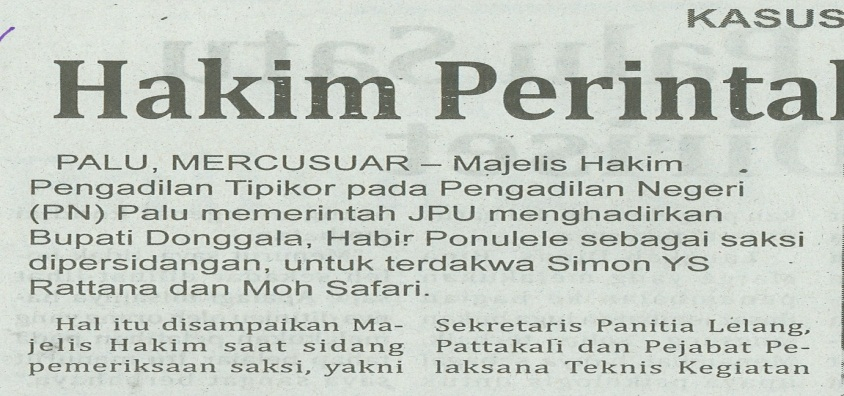 KASUS
Hakim Perintal
PALU, MERCUSUAR – Majelis Hakim
Pengadilan Tipikor pada Pengadilan Negeri
(PN) Palu memerintah JPU menghadirkan
Bupati Donggala, Habir Ponulele sebagai saksi
dipersidangan, untuk terdakwa Simon YS
Rattana dan Moh Safari.
Hal itu disampaikan Ma-
jelis Hakim saat sidang
pemeriksaan saksi, yakni
Sekretaris Panitia Lelang,
Pattakali dan Pejabat Pe-
laksana Teknis Kegiatan